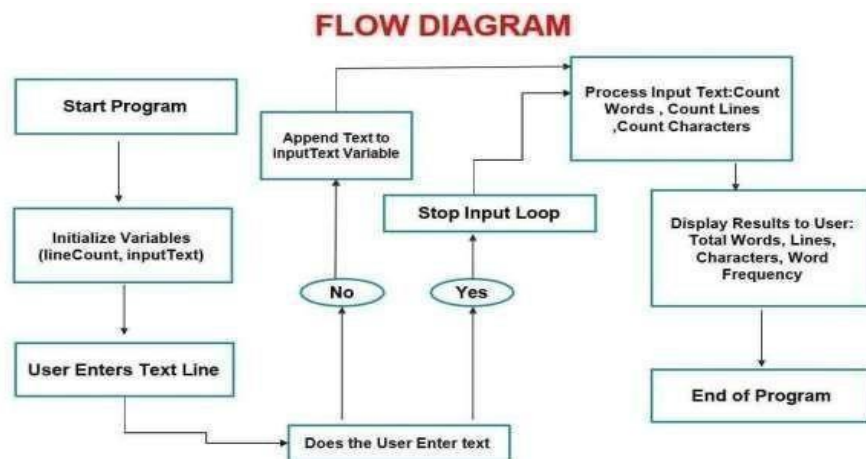 FLOW DIAGRAM
Start Program
Initialize Variables
(lineCount, inputText)
User Enters Text Line
Does the User Enter text
No
Yes
Append Text to
inputText Variable
Stop Input Loop
Process Input Text:Count
Words , Count Lines
,Count Characters
Display Results to User:
Total Words, Lines,
Characters, Word
Frequency
End of Program